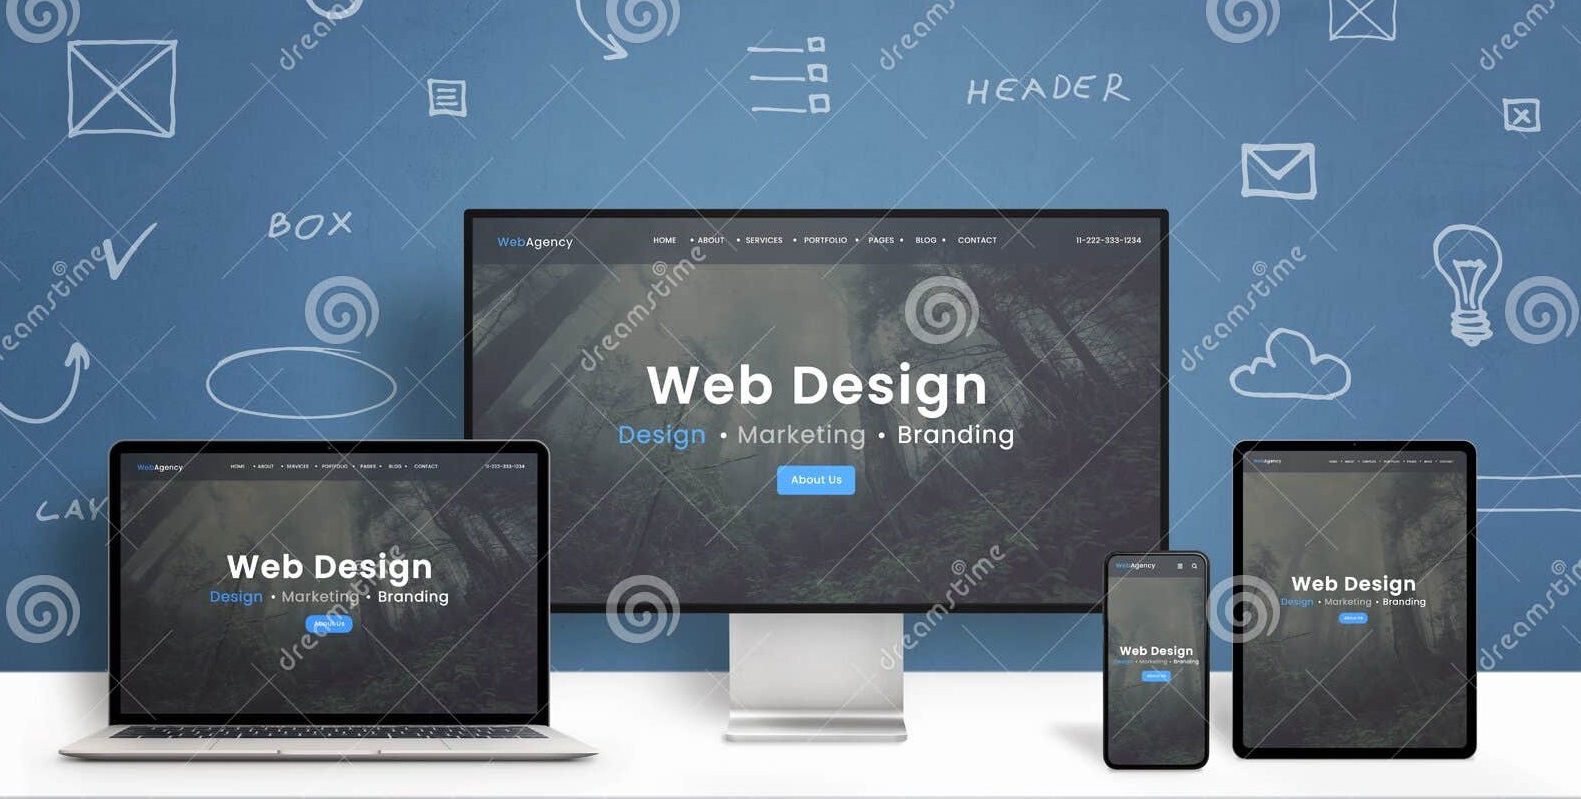 dreamstime
HEADER
BOX
LAY
WebAgency
HOME • ABOUT • SERVICES • PORTFOLIO • PAGES • BLOG • CONTACT
11-222-333-1234
Web Design
Design • Marketing • Branding
About Us
WebAgency
HOME • ABOUT • SERVICES • PORTFOLIO • PAGES • BLOG • CONTACT
11-222-333-1234
Web Design
Design • Marketing • Branding
About Us
WebAgency
Web Design
Design • Marketing • Branding
About Us
WebAgency
Web Design
Design • Marketing • Branding
About Us
dreamstime
dreamstime
dreamstime
dreamstime
dreamstime
dreamstime